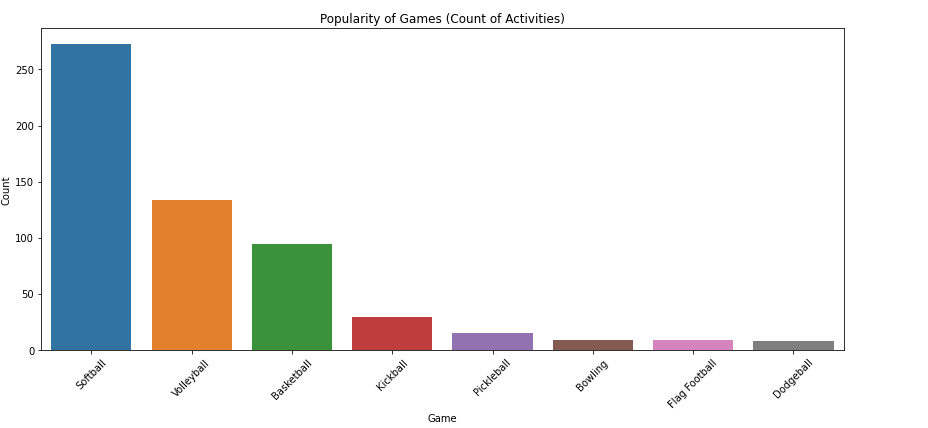 Popularity of Games (Count of Activities)
250
200
150
100
50
0
Count
Softball
Volleyball
Basketball
Kickball
Pickleball
Bowling
Flag Football
Dodgeball
Game